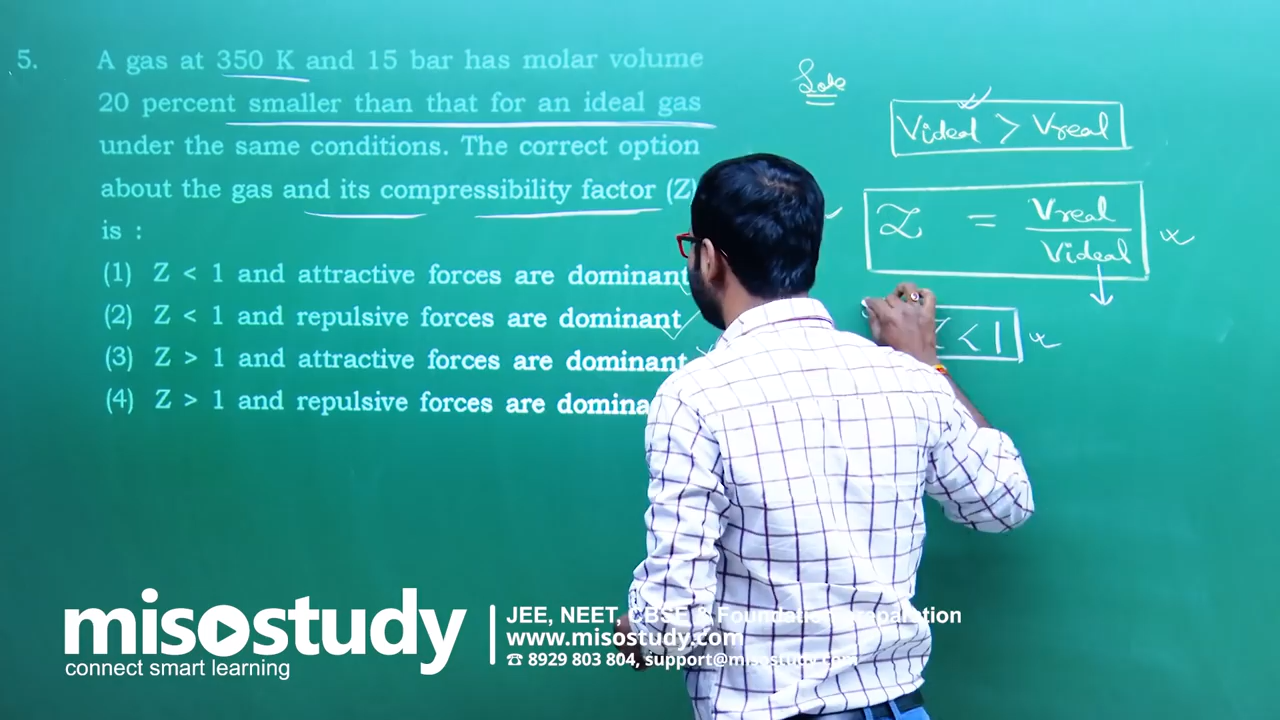 5. A gas at 350 K and 15 bar has molar volume
20 percent smaller than that for an ideal gas
under the same conditions. The correct option
about the gas and its compressibility factor (Z)
is :
(1) Z < 1 and attractive forces are dominant
(2) Z < 1 and repulsive forces are dominant
(3) Z > 1 and attractive forces are dominant
(4) Z > 1 and repulsive forces are
Videal > Vreal
Z = Vreal
Videal
< 1
misostudy
connect smart learning
JEE, NEET, CBSE & Foundation
www.misostudy.com
☎ 8929 803 804, support@misostudy.com